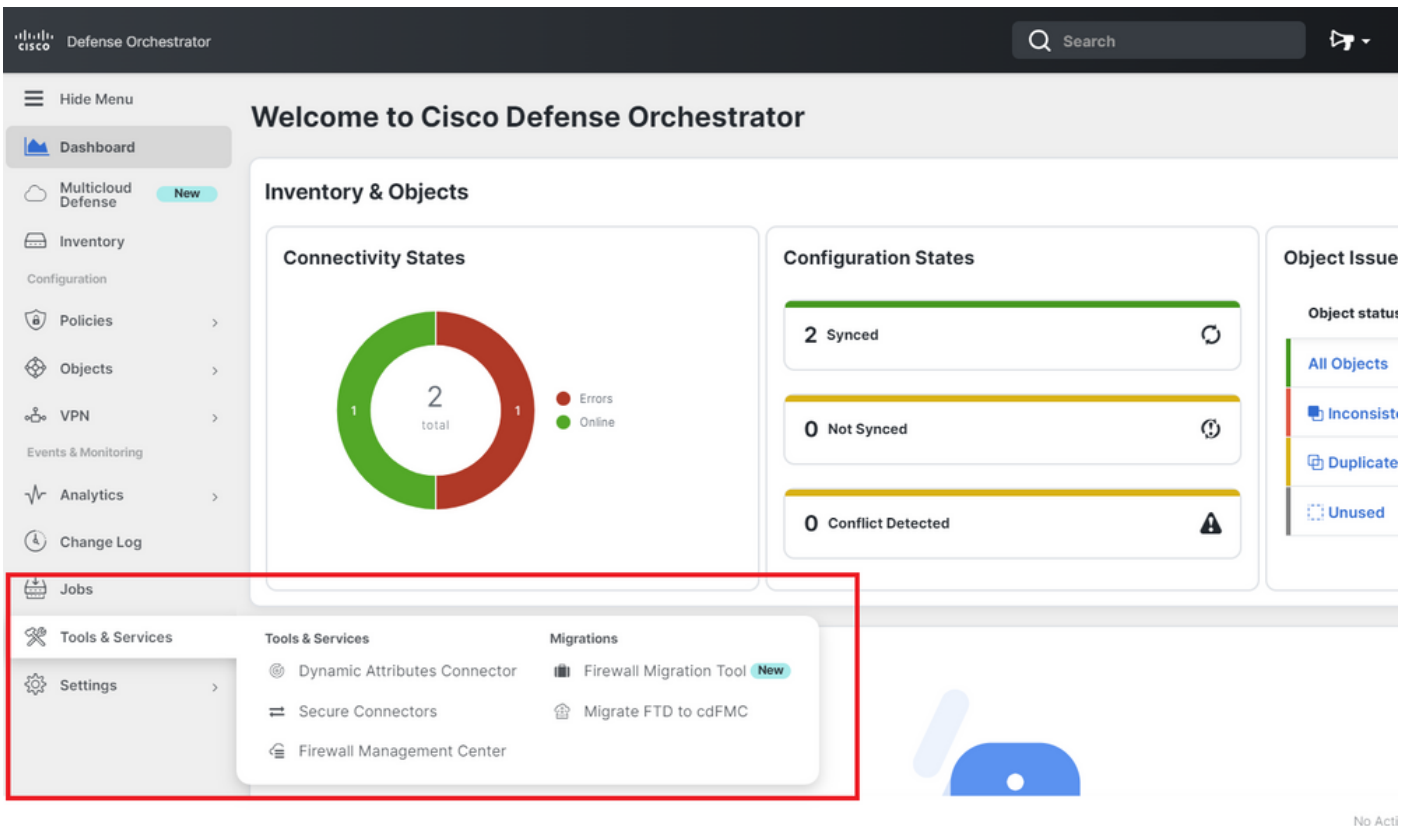 cisco Defense Orchestrator
Search
Hide Menu
Dashboard
Multicloud
Defense
New
Inventory
Configuration
Policies
Objects
VPN
Events & Monitoring
Analytics
Change Log
Jobs
Tools & Services
Settings
Welcome to Cisco Defense Orchestrator
Inventory & Objects
Connectivity States
1
2
total
1
Errors
Online
Configuration States
2 Synced
0 Not Synced
0 Conflict Detected
Object Issue
Object status
All Objects
Inconsiste
Duplicate
Unused
Tools & Services
Dynamic Attributes Connector
Secure Connectors
Firewall Management Center
Migrations
Firewall Migration Tool New
Migrate FTD to cdFMC
No Acti